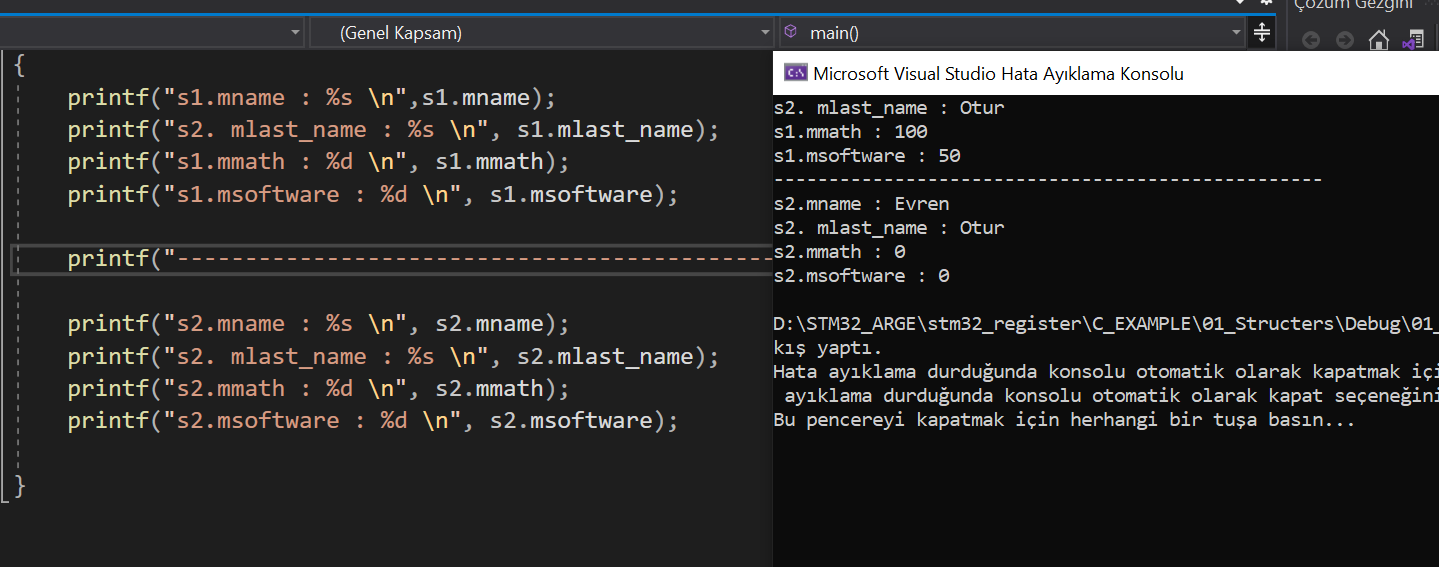 Çözüm Gezgini
(Genel Kapsam)
main()
{
printf("s1.mname : %s \n",s1.mname);
printf("s2. mlast_name : %s \n", s1.mlast_name);
printf("s1.mmath : %d \n", s1.mmath);
printf("s1.msoftware : %d \n", s1.msoftware);
printf("--------------------------------------------
printf("s2.mname : %s \n", s2.mname);
printf("s2. mlast_name : %s \n", s2.mlast_name);
printf("s2.mmath : %d \n", s2.mmath);
printf("s2.msoftware : %d \n", s2.msoftware);
}
C:\
Microsoft Visual Studio Hata Ayıklama Konsolu
s2. mlast_name : Otur
s1.mmath : 100
s1.msoftware : 50
--------------------------------------------------
s2.mname : Evren
s2. mlast_name : Otur
s2.mmath : 0
s2.msoftware : 0
D:\STM32_ARGE\stm32_register\C_EXAMPLE\01_Structers\Debug\01_
kış yaptı.
Hata ayıklama durduğunda konsolu otomatik olarak kapatmak içi
ayıklama durduğunda konsolu otomatik olarak kapat seçeneğini
Bu pencereyi kapatmak için herhangi bir tuşa basın...